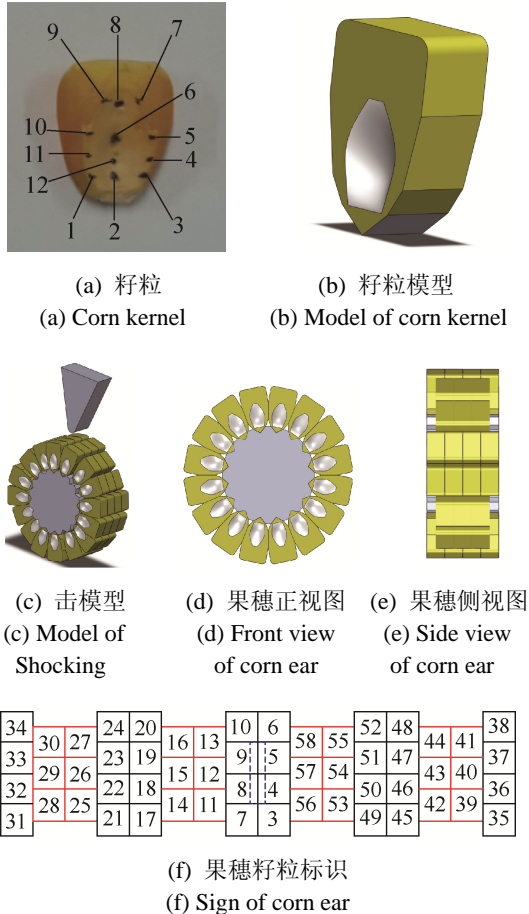 9 8 7
6
10 5
11 4
12
1 2 3
(a) 籽粒
(a) Corn kernel
(b) 籽粒模型
(b) Model of corn kernel
(c) 击模型
(c) Model of
Shocking
(d) 果穗正视图
(d) Front view
of corn ear
(e) 果穗侧视图
(e) Side view
of corn ear
34 24 20 10 6 52 48 38
30 27 16 13 58 55 44 41
33 23 19 9 5 51 47 37
29 26 15 12 57 54 43 40
32 22 18 8 4 50 46 36
28 25 14 11 56 53 42 39
31 21 17 7 3 49 45 35
(f) 果穗籽粒标识
(f) Sign of corn ear